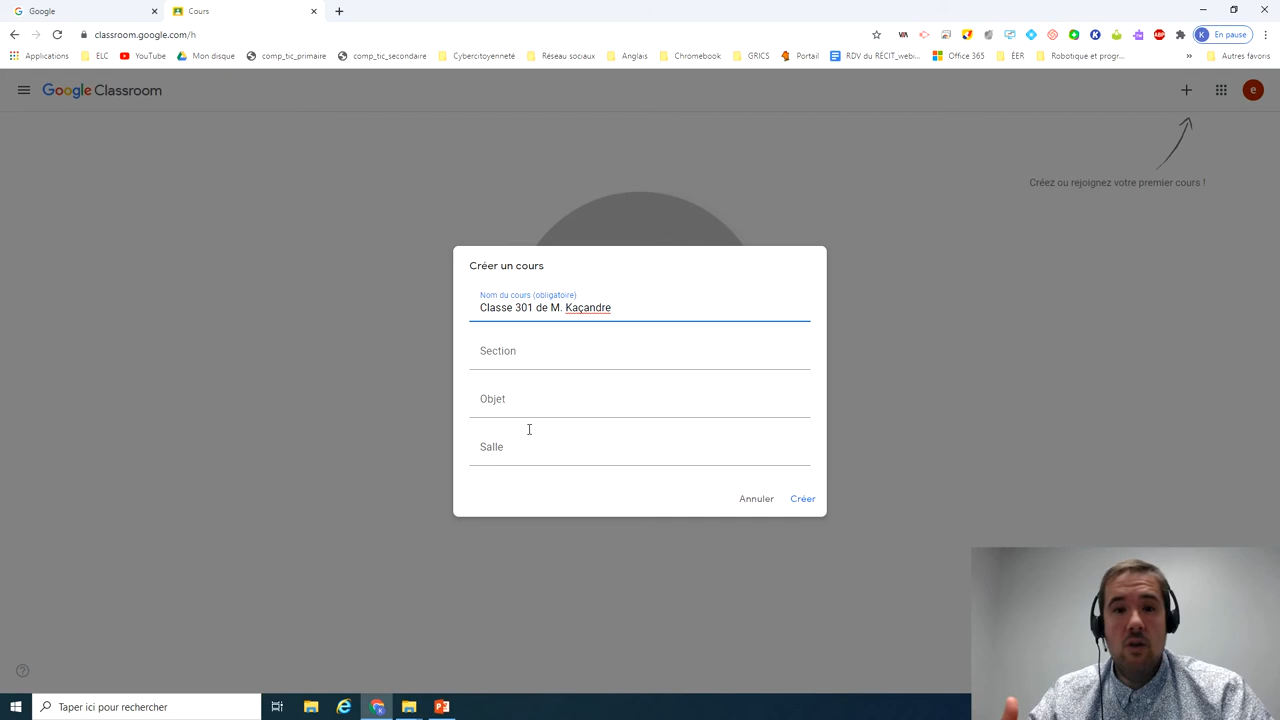 Google
Cours
classroom.google.com/h
K En pause
Applications
ELC
YouTube
Mon disque
comp_tic_primaire
comp_tic_secondaire
Cybercitoyenneté
Réseau sociaux
Anglais
Chromebook
GRICS
Portail
RDV du RÉCIT_webi...
Office 365
ÉER
Robotique et progr...
»
Autres favoris
Google Classroom
e
Créez ou rejoignez votre premier cours !
Créer un cours
Nom du cours (obligatoire)
Classe 301 de M. Kaçandre
Section
Objet
Salle
Annuler
Créer
Taper ici pour rechercher